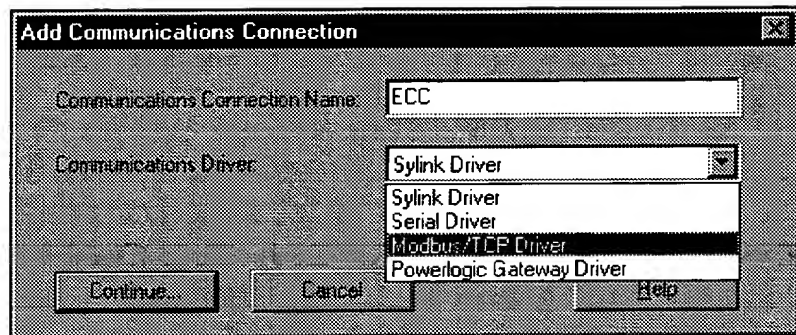 Add Communications Connection
Communications Connection Name: ECC
Communications Driver: Sylink Driver
Sylink Driver
Serial Driver
Modbus/TCP Driver
Powerlogic Gateway Driver
Continue... Cancel Help